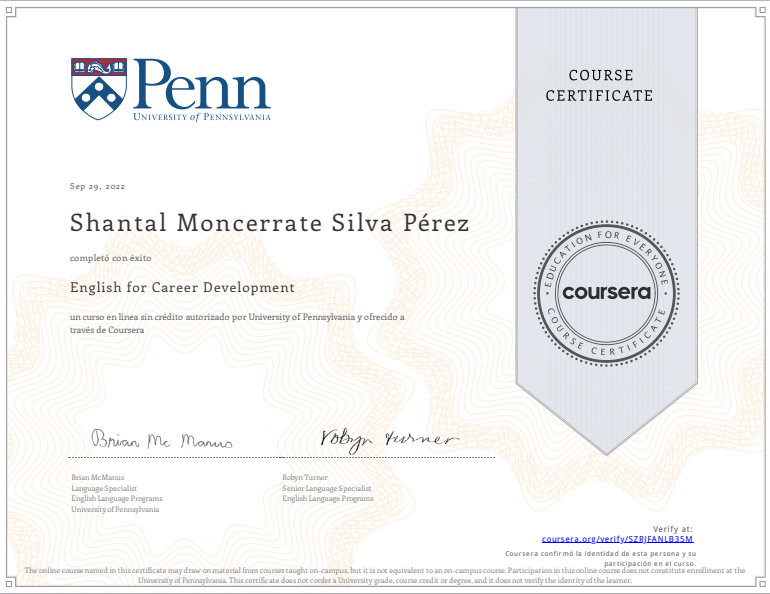 Penn
UNIVERSITY of PENNSYLVANIA
COURSE
CERTIFICATE
Sep 29, 2022
Shantal Moncerrate Silva Pérez
completó con éxito
English for Career Development
un curso en línea sin crédito autorizado por University of Pennsylvania y ofrecido a
través de Coursera
EDUCATION FOR EVERYONE
coursera
COURSE CERTIFICATE
Brian Mc Manus
Robyn Turner
Brian McManus
Language Specialist
English Language Programs
University of Pennsylvania
Robyn Turner
Senior Language Specialist
English Language Programs
Verify at:
coursera.org/verify/SZRJFANLB35M
Coursera confirmó la identidad de esta persona y su
participación en el curso.
The online course named in this certificate may draw on material from courses taught on-campus, but it is not equivalent to an on-campus course. Participation in this online course does not constitute enrollment at the
University of Pennsylvania. This certificate does not confer a University grade, course credit or degree, and it does not verify the identity of the learner.